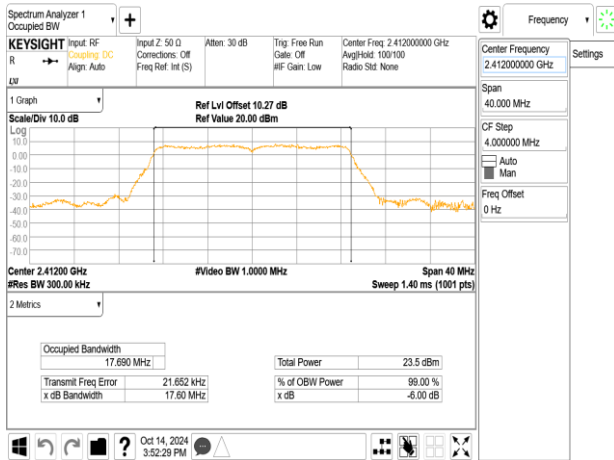 Spectrum Analyzer 1
Occupied BW
Frequency
KEYSIGHT
R
LXI
Input: RF
Coupling: DC
Align: Auto
Input Z: 50 Ω
Corrections: Off
Freq Ref: Int (S)
Atten: 30 dB
Trig: Free Run
Gate: Off
#IF Gain: Low
Center Freq: 2.412000000 GHz
Avg|Hold: 100/100
Radio Std: None
Center Frequency
2.412000000 GHz
Settings
Span
40.000 MHz
CF Step
4.000000 MHz
Auto
Man
Freq Offset
0 Hz
1 Graph
Scale/Div 10.0 dB
Ref Lvl Offset 10.27 dB
Ref Value 20.00 dBm
Log
10.0
0.00
-10.0
-20.0
-30.0
-40.0
-50.0
-60.0
-70.0
Center 2.41200 GHz
#Video BW 1.0000 MHz
Span 40 MHz
#Res BW 300.00 kHz
Sweep 1.40 ms (1001 pts)
2 Metrics
Occupied Bandwidth
17.690 MHz
Total Power 23.5 dBm
Transmit Freq Error 21.652 kHz
% of OBW Power 99.00 %
x dB Bandwidth 17.60 MHz
x dB -6.00 dB
?
Oct 14, 2024
3:52:29 PM